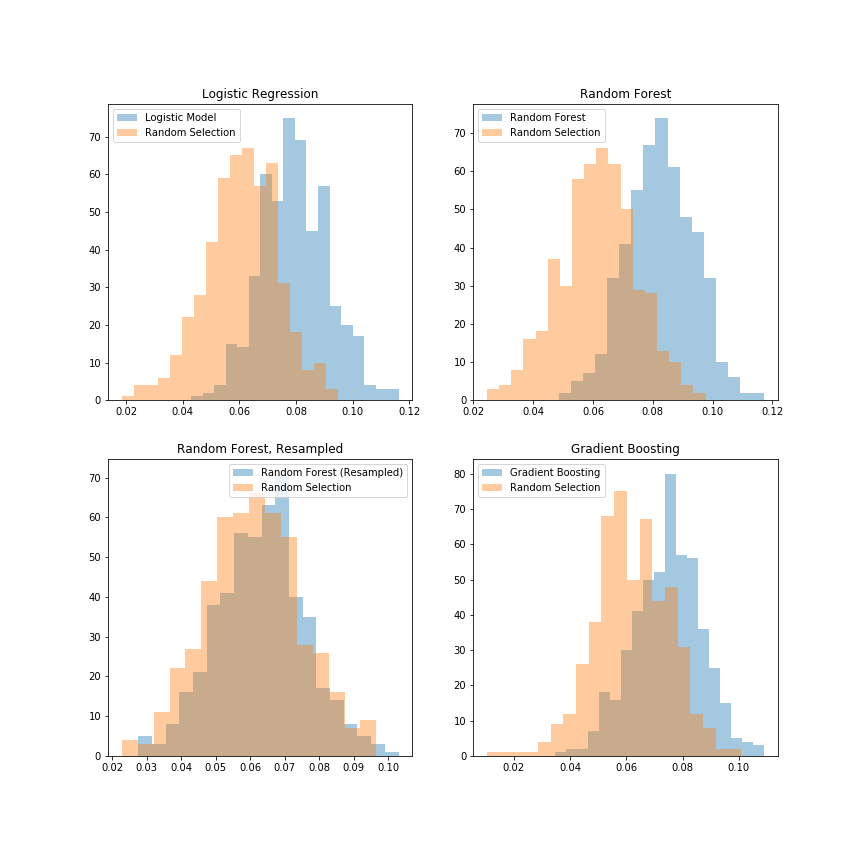 Logistic Regression
Logistic Model
Random Selection
70
60
50
40
30
20
10
0
0.02 0.04 0.06 0.08 0.10 0.12
Random Forest
Random Forest
Random Selection
70
60
50
40
30
20
10
0
0.02 0.04 0.06 0.08 0.10 0.12
Random Forest, Resampled
Random Forest (Resampled)
Random Selection
70
60
50
40
30
20
10
0
0.02 0.03 0.04 0.05 0.06 0.07 0.08 0.09 0.10
Gradient Boosting
Gradient Boosting
Random Selection
80
70
60
50
40
30
20
10
0
0.02 0.04 0.06 0.08 0.10